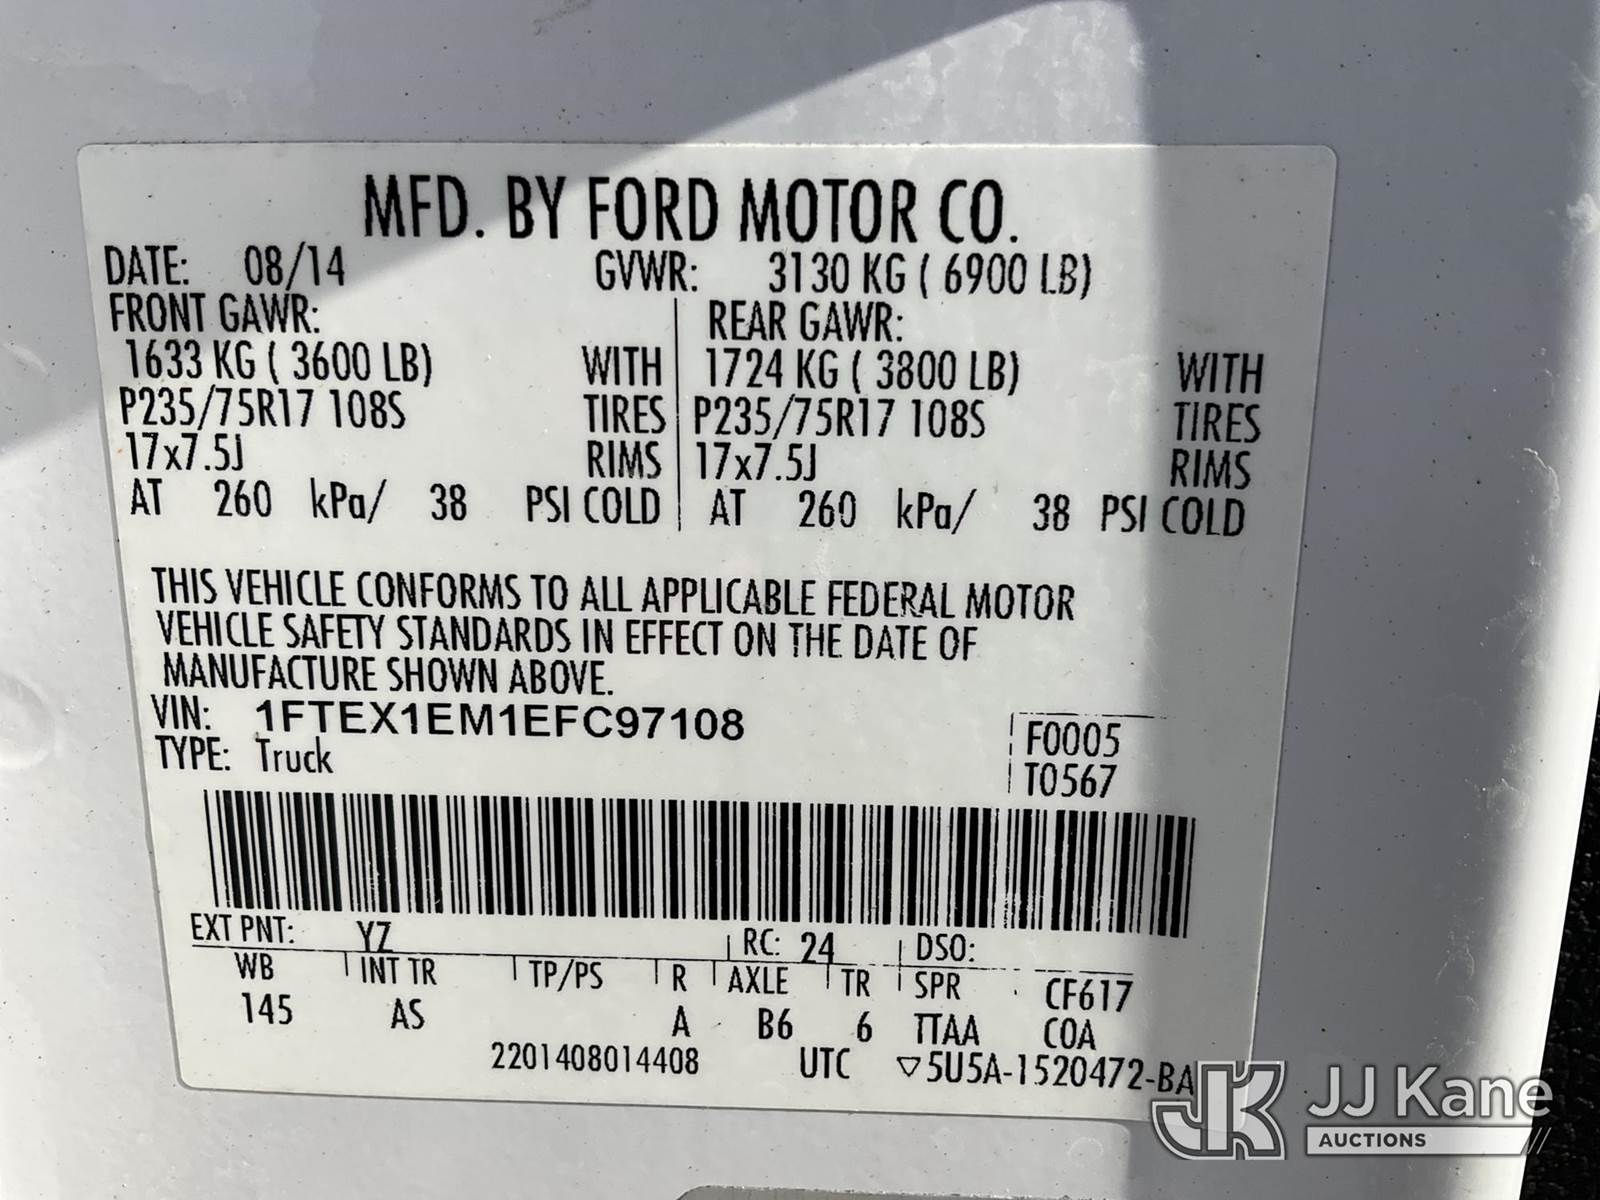 MFD. BY FORD MOTOR CO.
DATE: 08/14 GVWR: 3130 KG ( 6900 LB)
FRONT GAWR: REAR GAWR:
1633 KG ( 3600 LB) WITH 1724 KG ( 3800 LB) WITH
P235/75R17 108S TIRES P235/75R17 108S TIRES
17x7.5J RIMS 17x7.5J RIMS
AT 260 kPa/ 38 PSI COLD AT 260 kPa/ 38 PSI COLD
THIS VEHICLE CONFORMS TO ALL APPLICABLE FEDERAL MOTOR
VEHICLE SAFETY STANDARDS IN EFFECT ON THE DATE OF
MANUFACTURE SHOWN ABOVE.
VIN: 1FTEX1EM1EFC97108 F0005
TYPE: Truck T0567
EXT PNT: YZ RC: 24 DSO:
WB INT TR TP/PS R AXLE TR SPR CF617
145 AS A B6 6 TTAA COA
2201408014408 UTC ▽5U5A-1520472-BA
JK JJ Kane
AUCTIONS